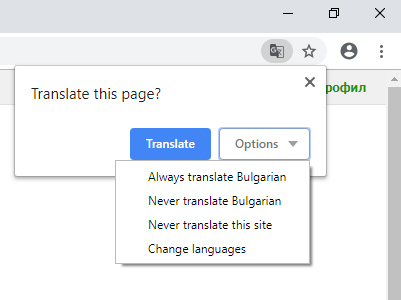 Translate this page?
рофил
Translate
Options
Always translate Bulgarian
Never translate Bulgarian
Never translate this site
Change languages